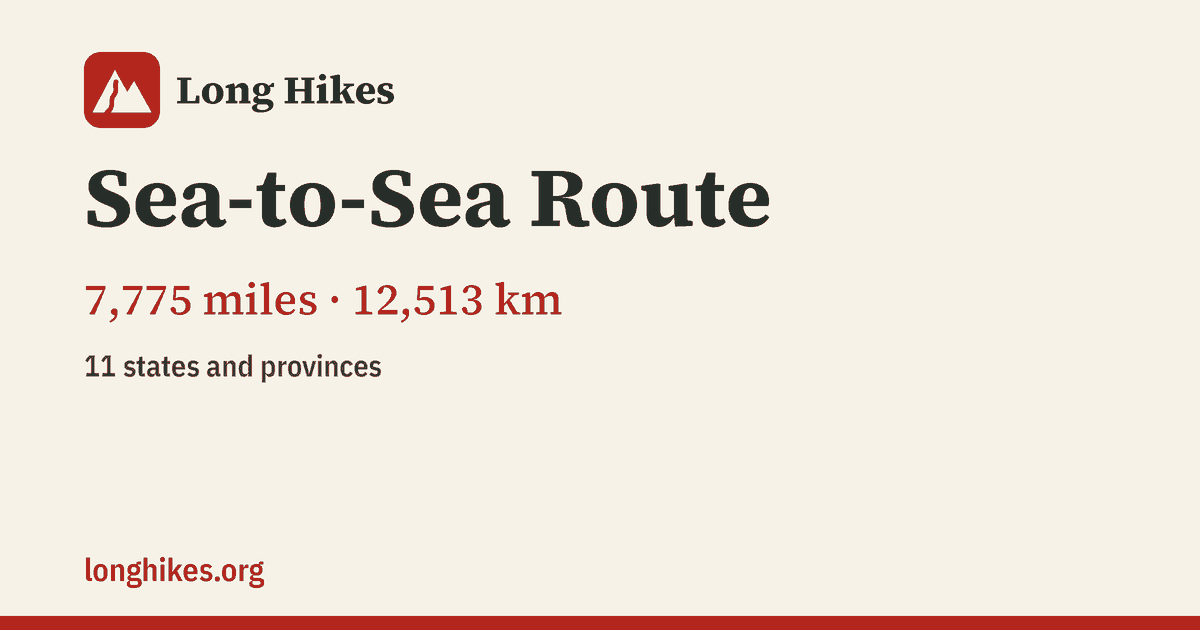 Long Hikes
Sea-to-Sea Route
7,775 miles · 12,513 km
11 states and provinces
longhikes.org